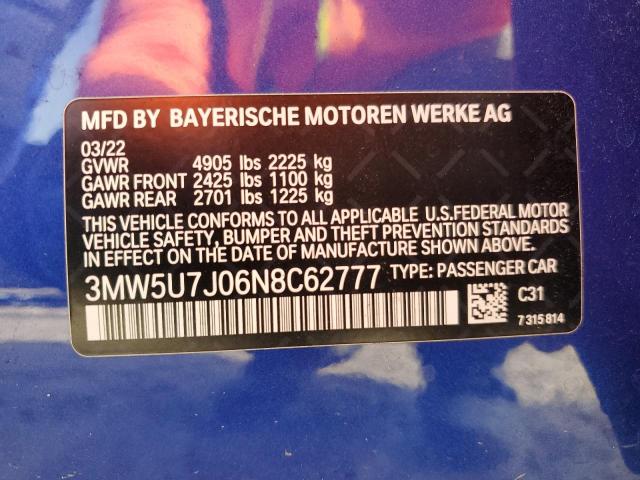 MFD BY BAYERISCHE MOTOREN WERKE AG
03/22
GVWR 4905 lbs 2225 kg
GAWR FRONT 2425 lbs 1100 kg
GAWR REAR 2701 lbs 1225 kg
THIS VEHICLE CONFORMS TO ALL APPLICABLE U.S.FEDERAL MOTOR
VEHICLE SAFETY, BUMPER AND THEFT PREVENTION STANDARDS
IN EFFECT ON THE DATE OF MANUFACTURE SHOWN ABOVE.
3MW5U7J06N8C62777 TYPE: PASSENGER CAR
C31
7 315 814